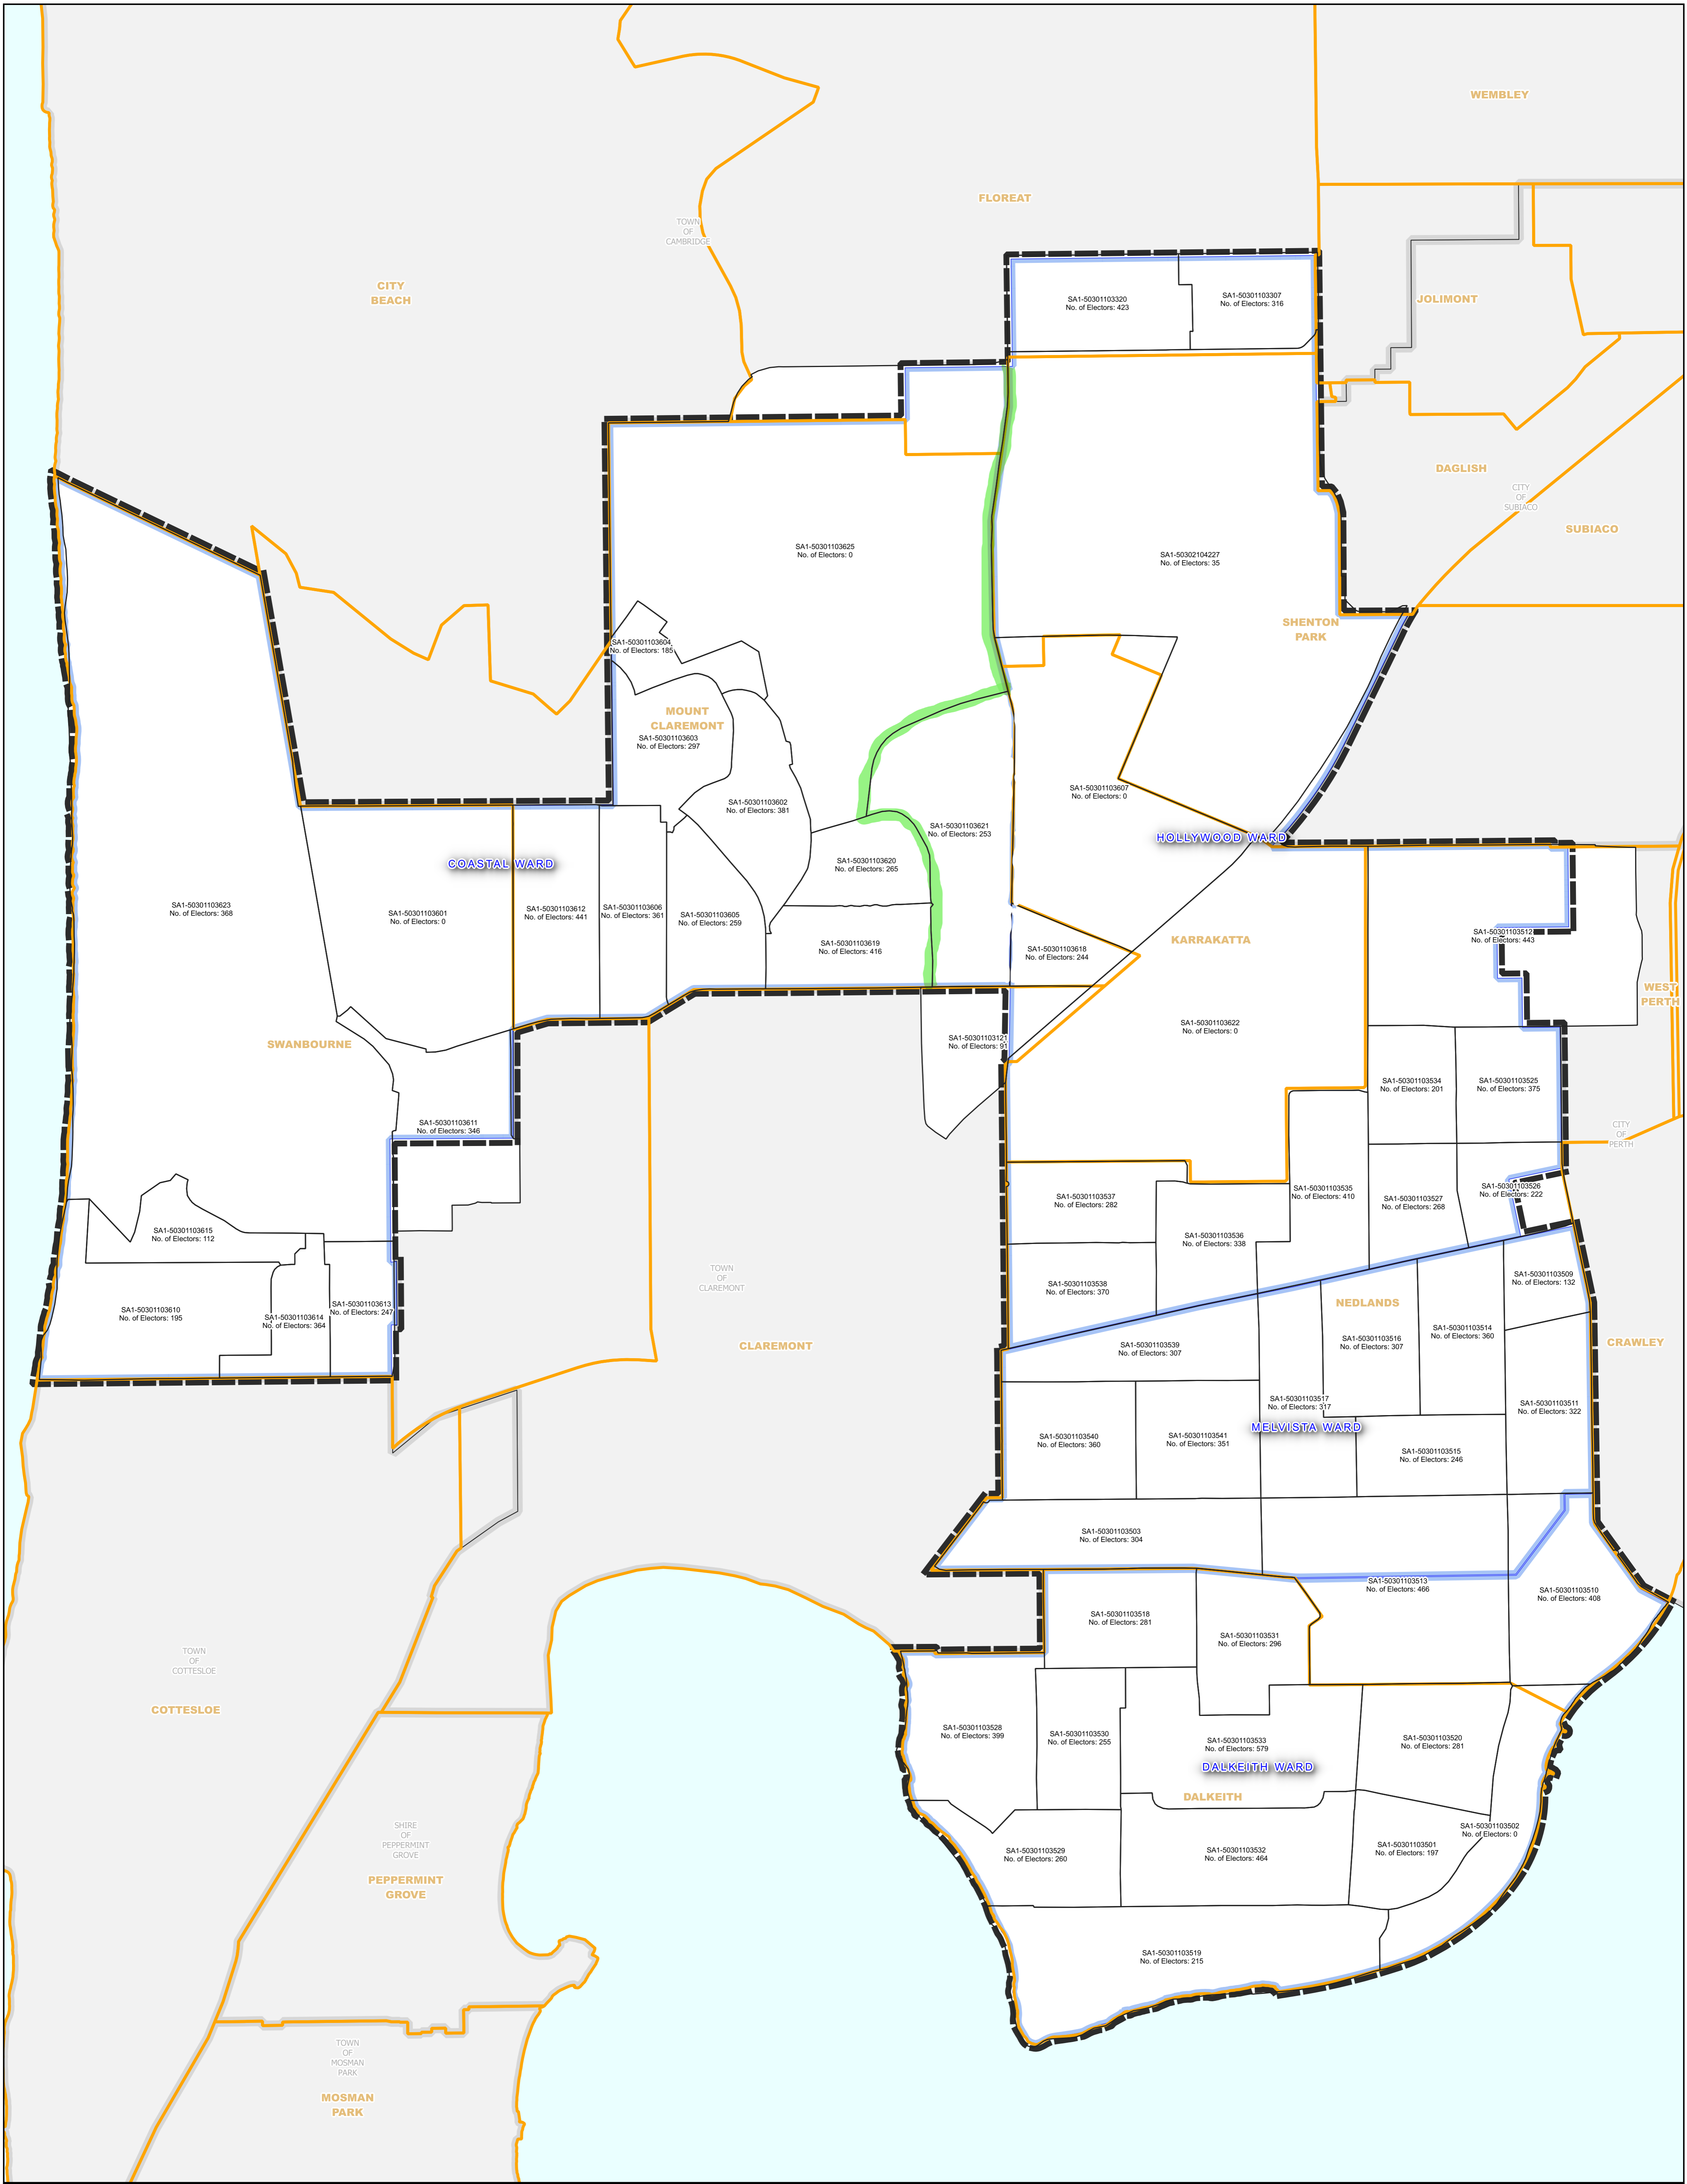 WEMBLEY
FLOREAT
TOWN
OF
CAMBRIDGE
CITY
BEACH
JOLIMONT
SA1-50301103320
No. of Electors: 423
SA1-50301103307
No. of Electors: 316
DAGLISH
CITY
OF
SUBIACO
SUBIACO
SA1-50301103625
No. of Electors: 0
SA1-50302104227
No. of Electors: 35
SHENTON
PARK
SA1-50301103604
No. of Electors: 185
MOUNT
CLAREMONT
SA1-50301103603
No. of Electors: 297
SA1-50301103602
No. of Electors: 381
SA1-50301103607
No. of Electors: 0
SA1-50301103621
No. of Electors: 253
HOLLYWOOD WARD
COASTAL WARD
SA1-50301103620
No. of Electors: 265
SA1-50301103623
No. of Electors: 368
SA1-50301103601
No. of Electors: 0
SA1-50301103612
No. of Electors: 441
SA1-50301103606
No. of Electors: 361
SA1-50301103605
No. of Electors: 259
SA1-50301103619
No. of Electors: 416
SA1-50301103618
No. of Electors: 244
KARRAKATTA
SA1-50301103512
No. of Electors: 443
WEST
PERTH
SWANBOURNE
SA1-50301103121
No. of Electors: 91
SA1-50301103622
No. of Electors: 0
SA1-50301103534
No. of Electors: 201
SA1-50301103525
No. of Electors: 375
SA1-50301103611
No. of Electors: 346
CITY
OF
PERTH
SA1-50301103537
No. of Electors: 282
SA1-50301103535
No. of Electors: 410
SA1-50301103527
No. of Electors: 268
SA1-50301103526
No. of Electors: 222
SA1-50301103615
No. of Electors: 112
SA1-50301103536
No. of Electors: 338
TOWN
OF
CLAREMONT
SA1-50301103538
No. of Electors: 370
SA1-50301103509
No. of Electors: 132
NEDLANDS
SA1-50301103610
No. of Electors: 195
SA1-50301103614
No. of Electors: 364
SA1-50301103613
No. of Electors: 247
CLAREMONT
SA1-50301103539
No. of Electors: 307
SA1-50301103516
No. of Electors: 307
SA1-50301103514
No. of Electors: 360
CRAWLEY
SA1-50301103517
No. of Electors: 317
SA1-50301103511
No. of Electors: 322
MELVISTA WARD
SA1-50301103540
No. of Electors: 360
SA1-50301103541
No. of Electors: 351
SA1-50301103515
No. of Electors: 246
SA1-50301103503
No. of Electors: 304
SA1-50301103513
No. of Electors: 466
SA1-50301103510
No. of Electors: 408
SA1-50301103518
No. of Electors: 281
SA1-50301103531
No. of Electors: 296
TOWN
OF
COTTESLOE
COTTESLOE
SA1-50301103528
No. of Electors: 399
SA1-50301103530
No. of Electors: 255
SA1-50301103533
No. of Electors: 579
SA1-50301103520
No. of Electors: 281
DALKEITH WARD
DALKEITH
SHIRE
OF
PEPPERMINT
GROVE
PEPPERMINT
GROVE
SA1-50301103502
No. of Electors: 0
SA1-50301103529
No. of Electors: 260
SA1-50301103532
No. of Electors: 464
SA1-50301103501
No. of Electors: 197
SA1-50301103519
No. of Electors: 215
TOWN
OF
MOSMAN
PARK
MOSMAN
PARK